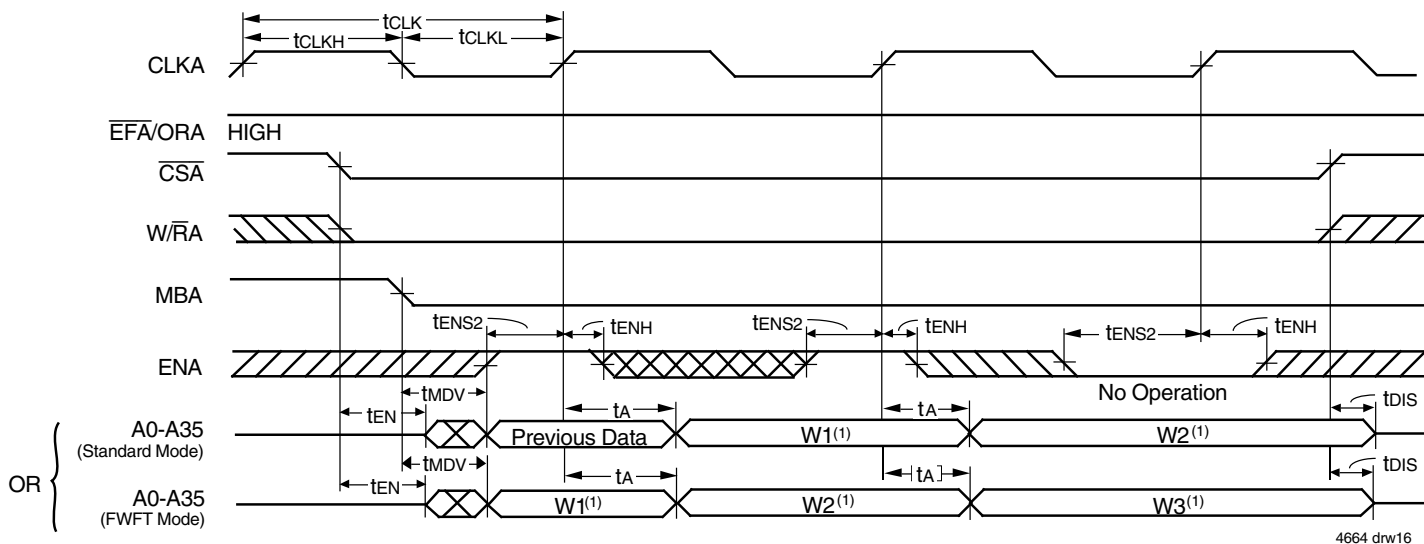 tCLK
tCLKH tCLKL
CLKA
EFA/ORA HIGH
CSA
W/RA
MBA
tENS2 tENH tENS2 tENH tENS2 tENH
ENA
No Operation
tMDV
tEN tA tA tDIS
A0-A35 Previous Data W1(1) W2(1)
(Standard Mode)
OR
tMDV
tEN tA tA tDIS
A0-A35 W1(1) W2(1) W3(1)
(FWFT Mode)
4664 drw16